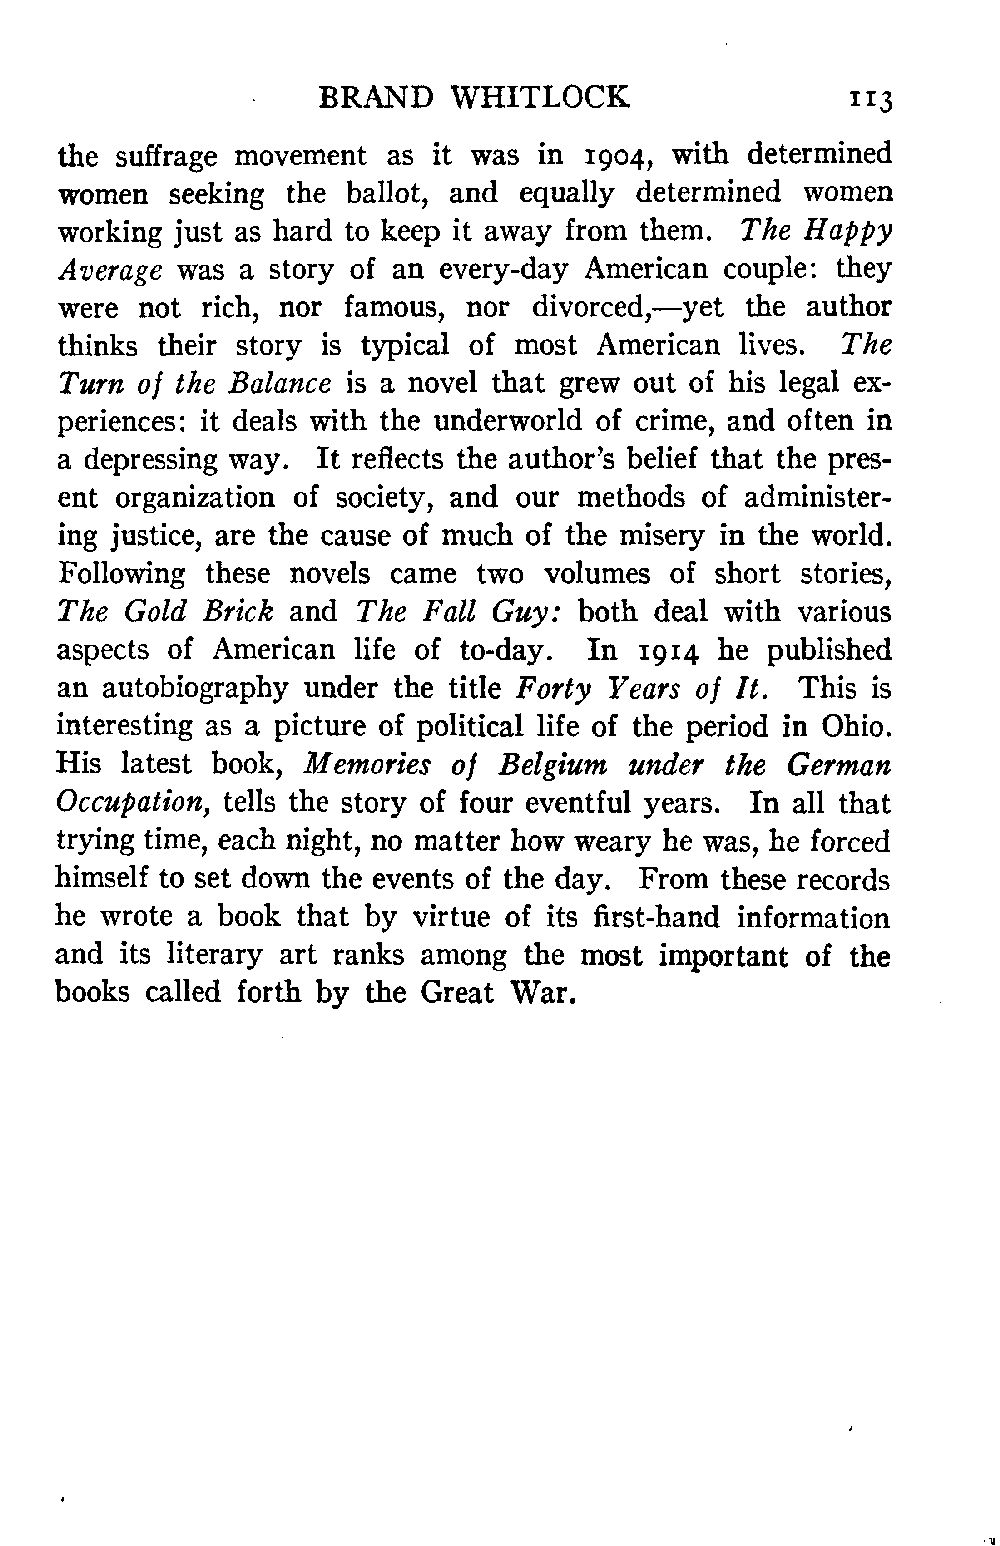 BRAND WHITLOCK 113
the suffrage movement as it was in 1904, with determined
women seeking the ballot, and equally determined women
working just as hard to keep it away from them. The Happy
Average was a story of an every-day American couple: they
were not rich, nor famous, nor divorced,—yet the author
thinks their story is typical of most American lives. The
Turn of the Balance is a novel that grew out of his legal ex-
periences: it deals with the underworld of crime, and often in
a depressing way. It reflects the author's belief that the pres-
ent organization of society, and our methods of administer-
ing justice, are the cause of much of the misery in the world.
Following these novels came two volumes of short stories,
The Gold Brick and The Fall Guy: both deal with various
aspects of American life of to-day. In 1914 he published
an autobiography under the title Forty Years of It. This is
interesting as a picture of political life of the period in Ohio.
His latest book, Memories of Belgium under the German
Occupation, tells the story of four eventful years. In all that
trying time, each night, no matter how weary he was, he forced
himself to set down the events of the day. From these records
he wrote a book that by virtue of its first-hand information
and its literary art ranks among the most important of the
books called forth by the Great War.